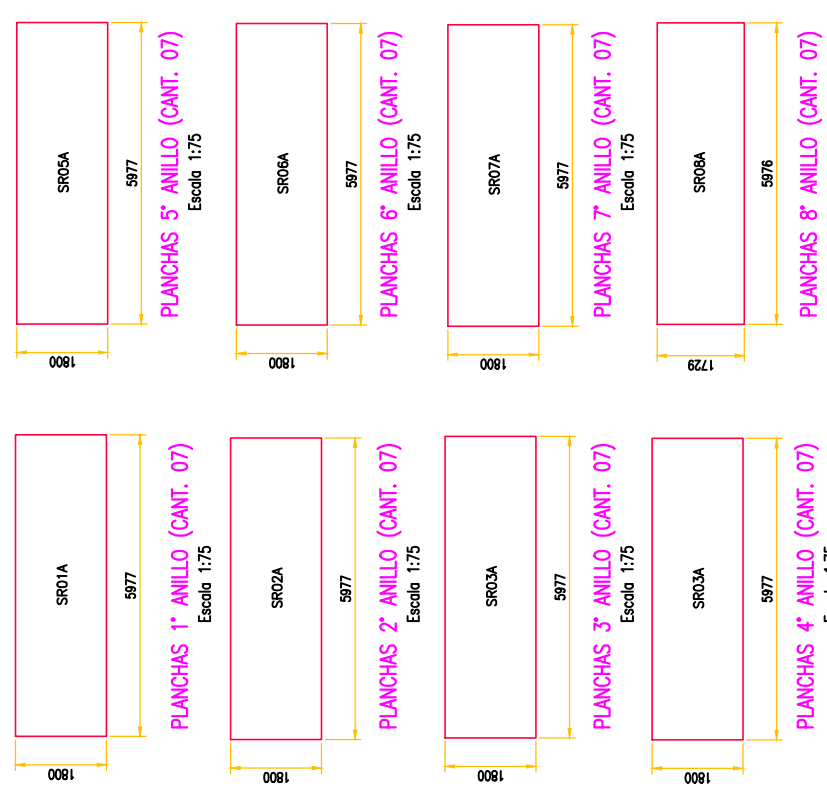 SR05A
5977
1800
PLANCHAS 5° ANILLO (CANT. 07)
Escala 1:75
SR06A
5977
1800
PLANCHAS 6° ANILLO (CANT. 07)
Escala 1:75
SR07A
5977
1800
PLANCHAS 7° ANILLO (CANT. 07)
Escala 1:75
SR08A
5976
1729
PLANCHAS 8° ANILLO (CANT. 07)
SR01A
5977
1800
PLANCHAS 1° ANILLO (CANT. 07)
Escala 1:75
SR02A
5977
1800
PLANCHAS 2° ANILLO (CANT. 07)
Escala 1:75
SR03A
5977
1800
PLANCHAS 3° ANILLO (CANT. 07)
Escala 1:75
SR03A
5977
1800
PLANCHAS 4° ANILLO (CANT. 07)